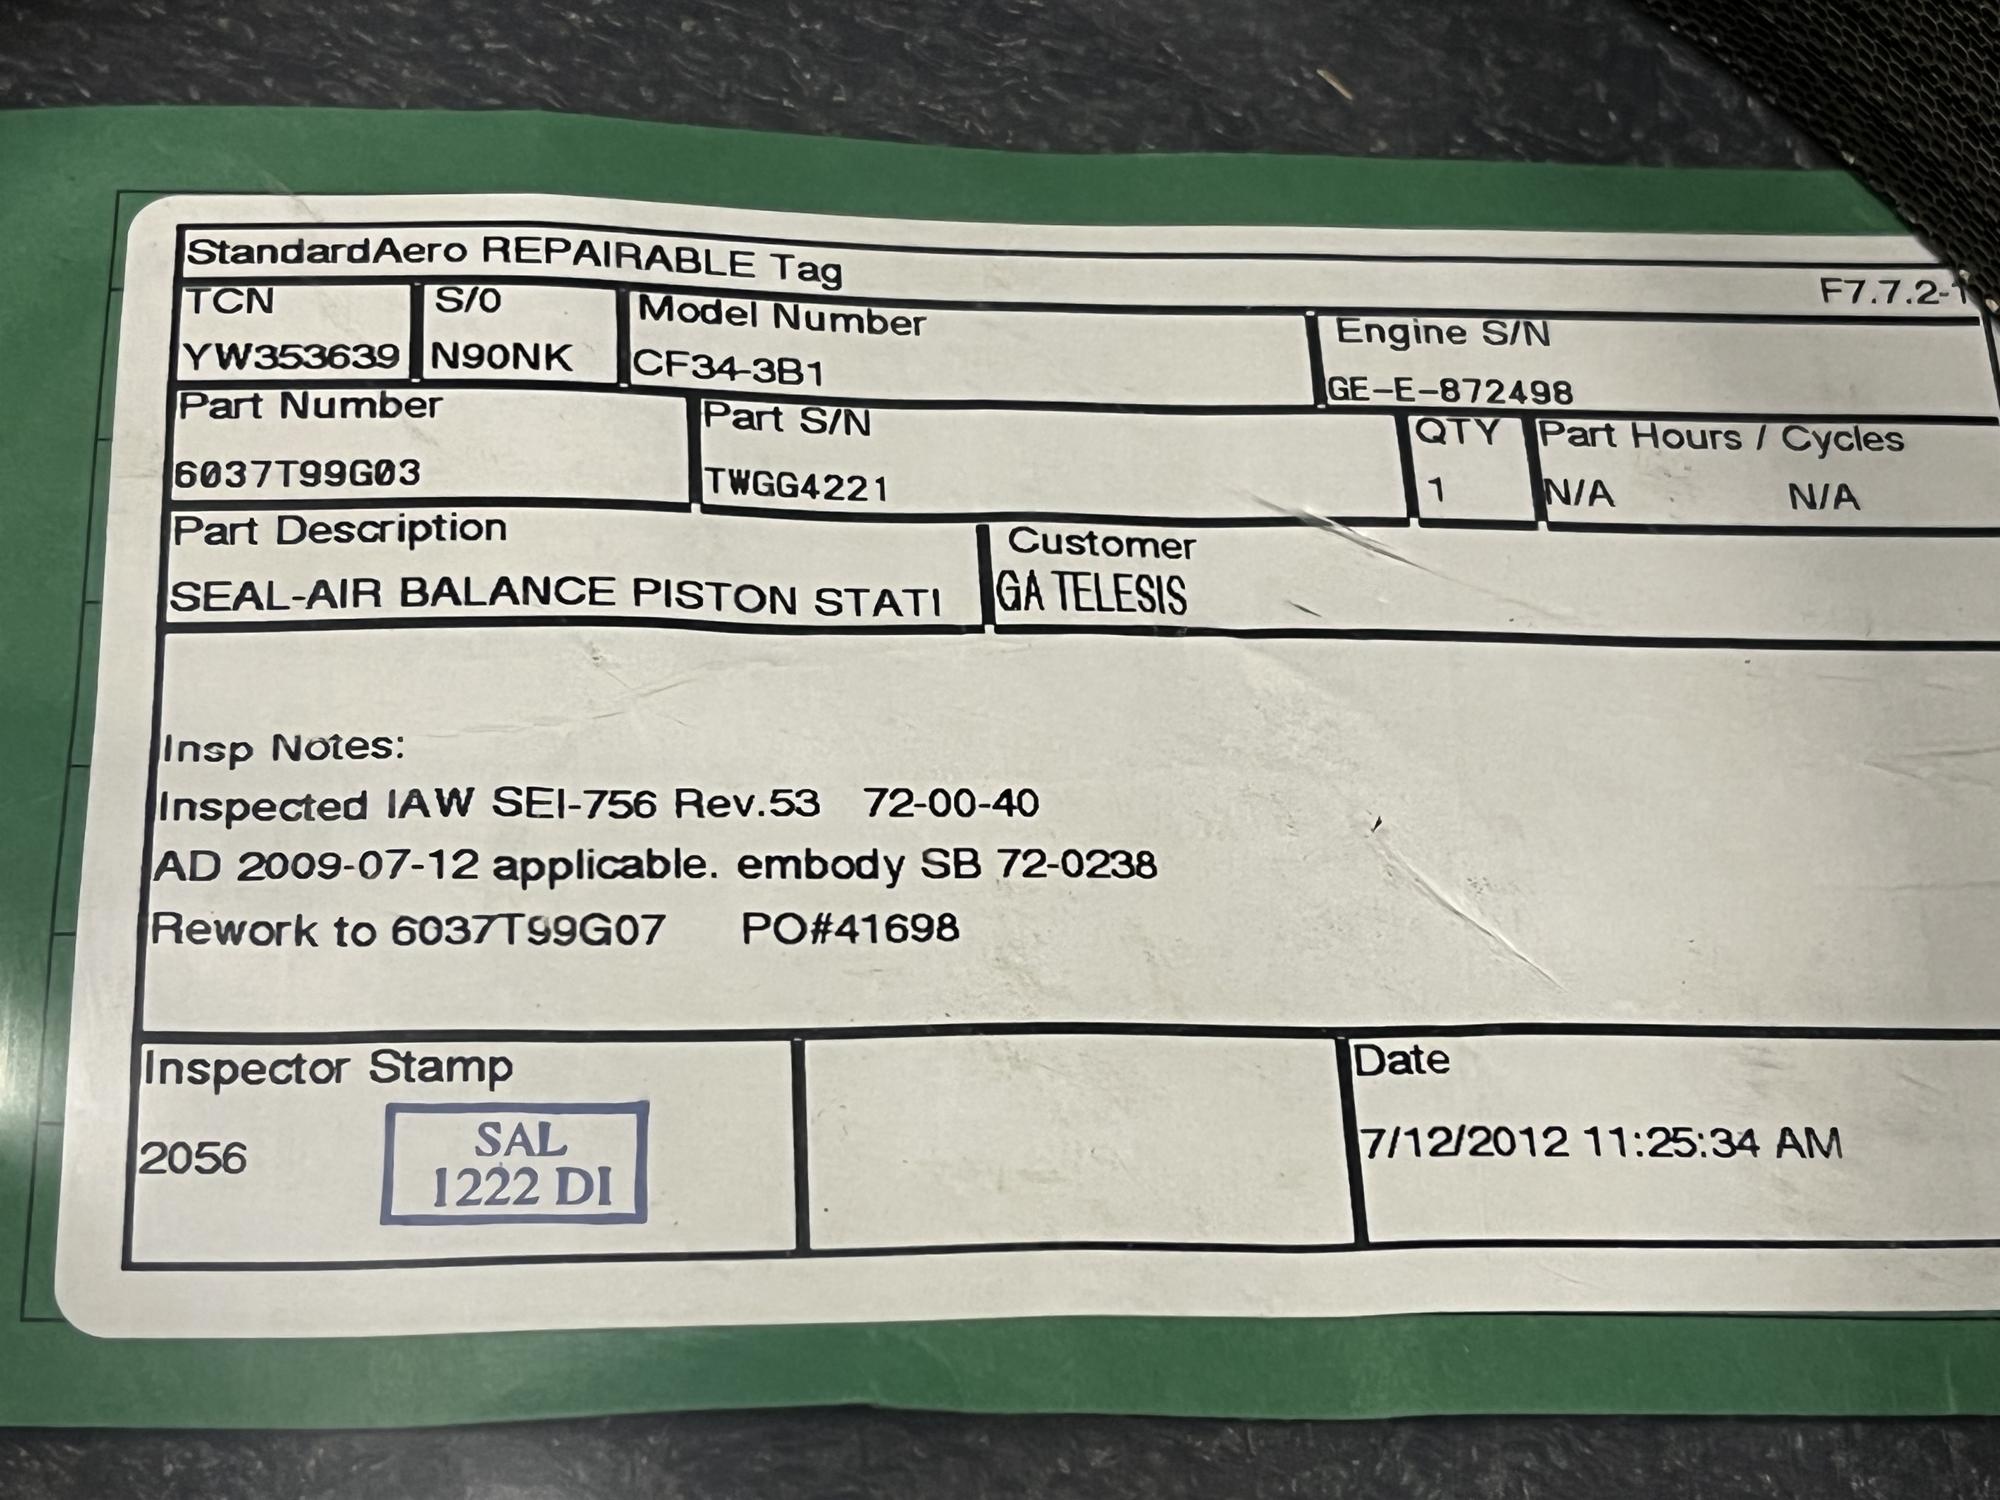 StandardAero REPAIRABLE Tag
F7.7.2-1
TCN S/O Model Number Engine S/N
YW353639 N90NK CF34-3B1 GE-E-872498
Part Number Part S/N QTY Part Hours / Cycles
6037T99G03 TWGG4221 1 N/A N/A
Part Description Customer
SEAL-AIR BALANCE PISTON STATI GA TELESIS
Insp Notes:
Inspected IAW SEI-756 Rev.53 72-00-40
AD 2009-07-12 applicable. embody SB 72-0238
Rework to 6037T99G07 PO#41698
Inspector Stamp Date
2056 SAL 7/12/2012 11:25:34 AM
1222 DI